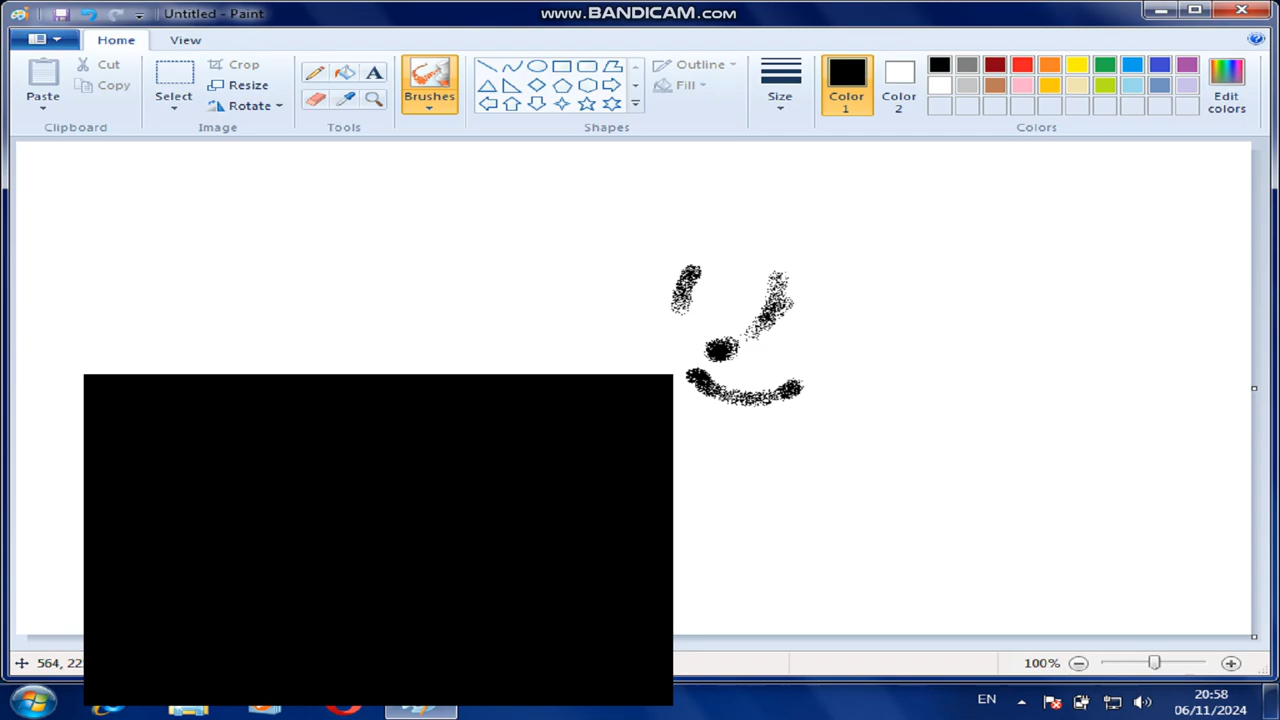 Untitled - Paint
www.BANDICAM.com
Home View
Paste
Cut
Copy
Clipboard
Select
Crop
Resize
Rotate
Image
Tools
Brushes
Shapes
Outline
Fill
Size
Color 1
Color 2
Colors
Edit colors
564, 22
100%
EN
20:58
06/11/2024